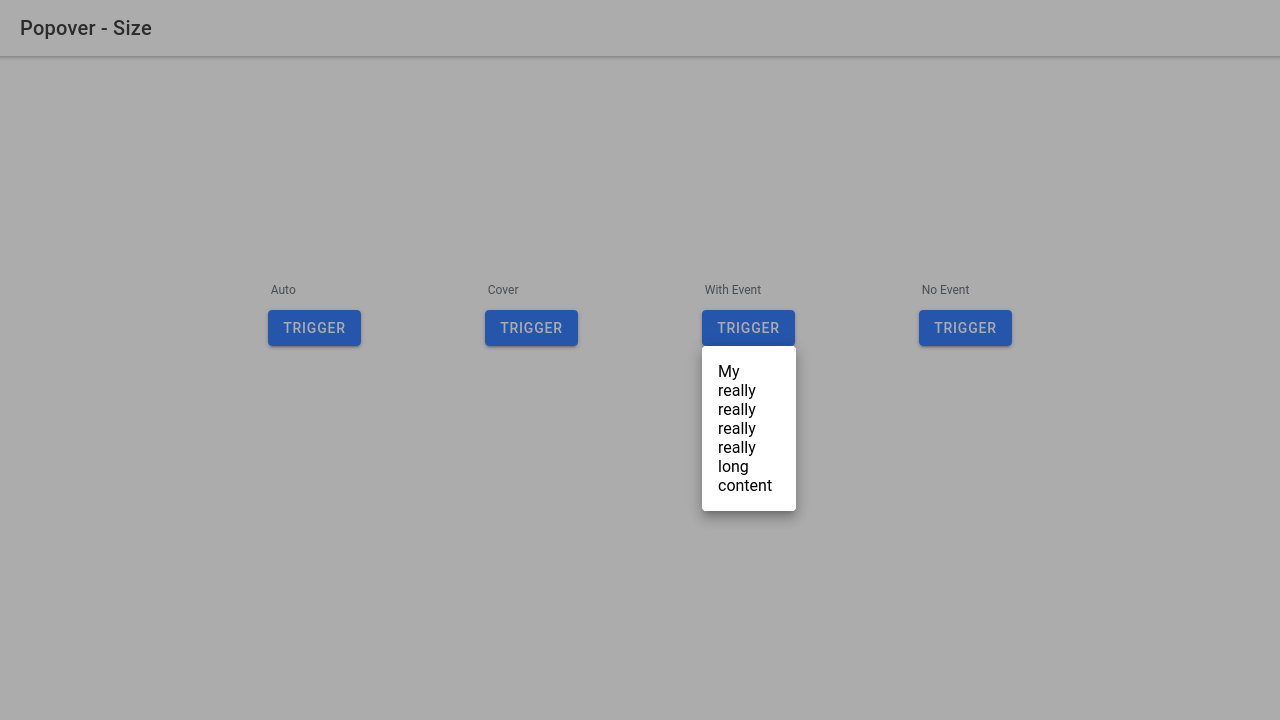 Popover - Size
Auto
Cover
With Event
No Event
TRIGGER
TRIGGER
TRIGGER
TRIGGER
My
really
really
really
really
long
content